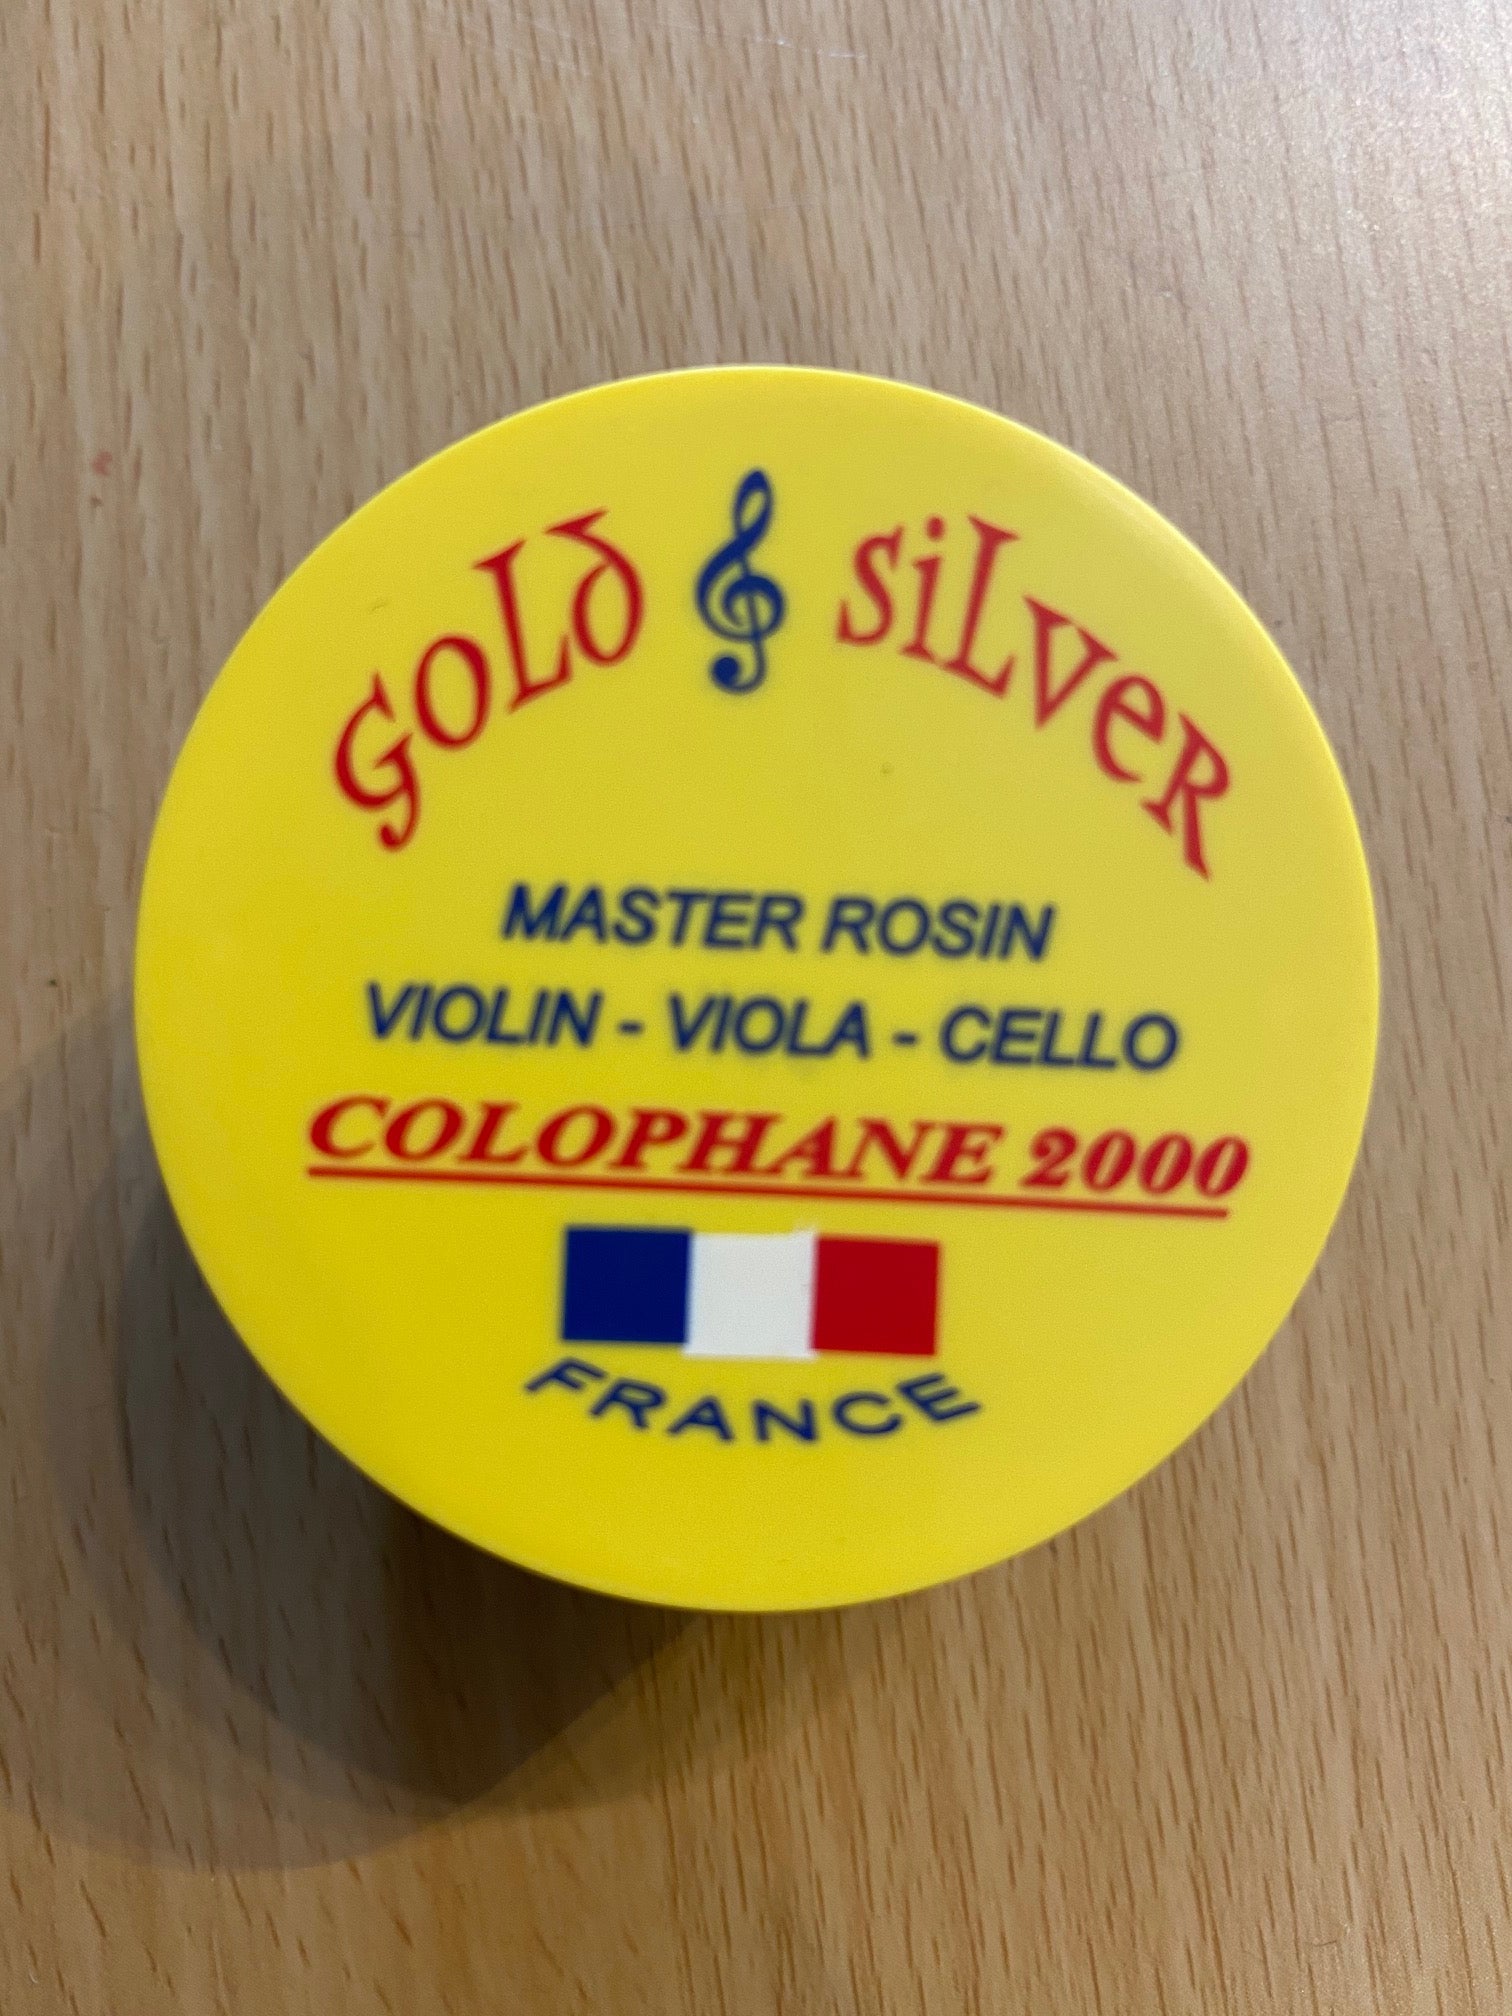 GOLD SILVER
MASTER ROSIN
VIOLIN - VIOLA - CELLO
COLOPHANE 2000
FRANCE